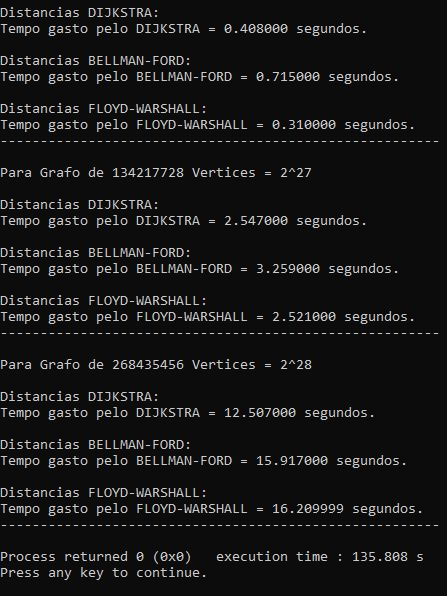 Distancias DIJKSTRA:
Tempo gasto pelo DIJKSTRA = 0.408000 segundos.
Distancias BELLMAN-FORD:
Tempo gasto pelo BELLMAN-FORD = 0.715000 segundos.
Distancias FLOYD-WARSHALL:
Tempo gasto pelo FLOYD-WARSHALL = 0.310000 segundos.
-------------------------------------------------------
Para Grafo de 134217728 Vertices = 2^27
Distancias DIJKSTRA:
Tempo gasto pelo DIJKSTRA = 2.547000 segundos.
Distancias BELLMAN-FORD:
Tempo gasto pelo BELLMAN-FORD = 3.259000 segundos.
Distancias FLOYD-WARSHALL:
Tempo gasto pelo FLOYD-WARSHALL = 2.521000 segundos.
-------------------------------------------------------
Para Grafo de 268435456 Vertices = 2^28
Distancias DIJKSTRA:
Tempo gasto pelo DIJKSTRA = 12.507000 segundos.
Distancias BELLMAN-FORD:
Tempo gasto pelo BELLMAN-FORD = 15.917000 segundos.
Distancias FLOYD-WARSHALL:
Tempo gasto pelo FLOYD-WARSHALL = 16.209999 segundos.
-------------------------------------------------------
Process returned 0 (0x0)   execution time : 135.808 s
Press any key to continue.